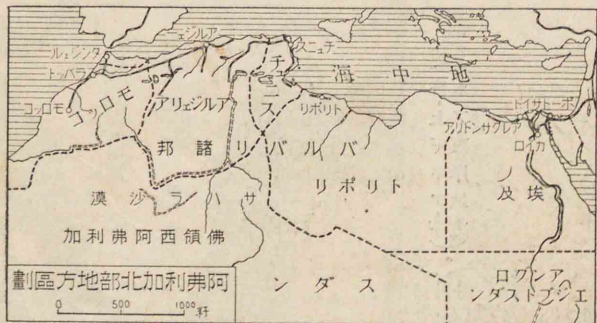 地中海
アルジェ
チュニス
タンジェル
ラバット
モロッコ
モロッコ
アルジェリア
チュニス
トリポリ
ポートサイド
アレクサンドリア
カイロ
バルバリ諸邦
トリポリ
埃及
サハラ沙漠
佛領西阿弗利加
スダン
アングロ
エジプトスダン
阿弗利加北部地方區劃
0 500 1000粁